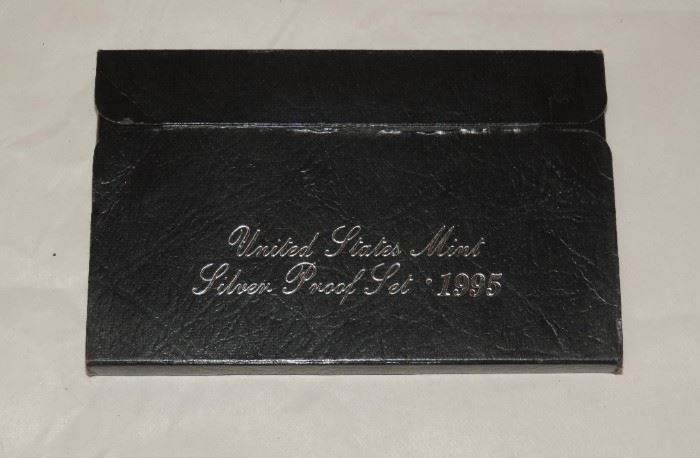 United States Mint
Silver Proof Set · 1995